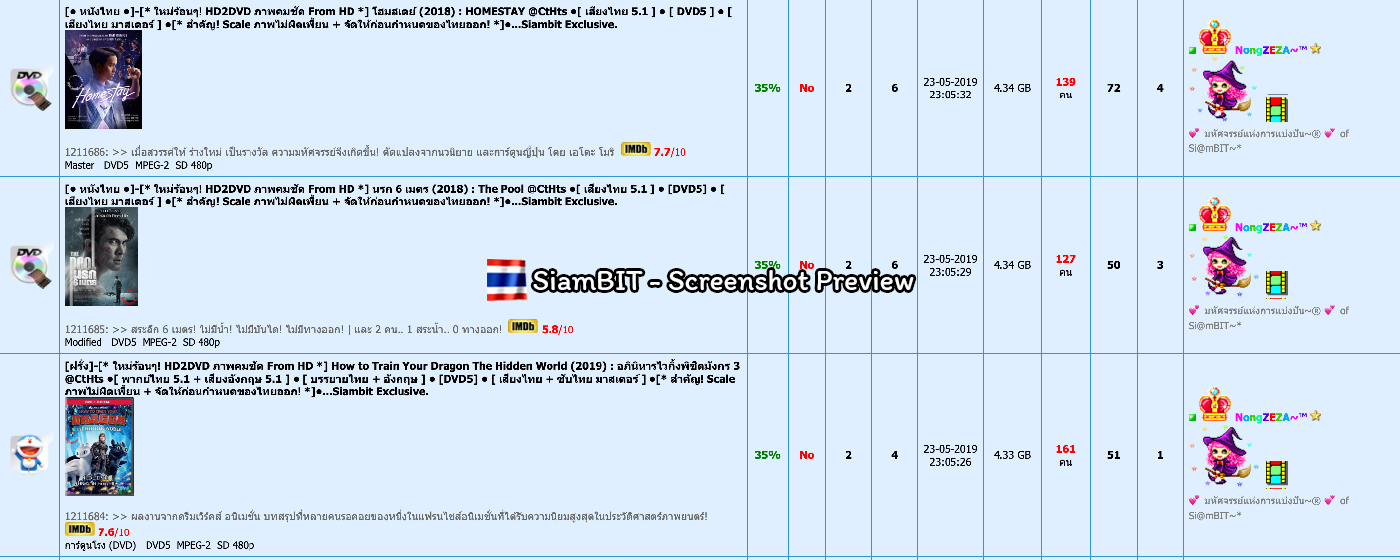 [● หนังไทย ●]-[* ใหม่ร้อนๆ! HD2DVD ภาพคมชัด From HD *] โฮมสเตย์ (2018) : HOMESTAY @CtHts ●[ เสียงไทย 5.1 ] ● [ DVD5 ] ● [
เสียงไทย มาสเตอร์ ] ●[* สำคัญ! Scale ภาพไม่ผิดเพี้ยน + จัดให้ก่อนกำหนดของไทยออก! *]●...Siambit Exclusive.
DVD
Homestay
35%
No
2
6
23-05-2019
23:05:32
4.34 GB
139
คน
72
4
NongZEZA~™
💕 มหัศจรรย์แห่งการแบ่งปัน~® 💕 of
Si@mBIT~*
1211686: >> เมื่อสวรรค์ให้ ร่างใหม่ เป็นรางวัล ความมหัศจรรย์จึงเกิดขึ้น! ดัดแปลงจากนวนิยาย และการ์ตูนญี่ปุ่น โดย เอโตะ โมริ IMDb 7.7/10
Master DVD5 MPEG-2 SD 480p
[● หนังไทย ●]-[* ใหม่ร้อนๆ! HD2DVD ภาพคมชัด From HD *] นรก 6 เมตร (2018) : The Pool @CtHts ●[ เสียงไทย 5.1 ] ● [DVD5] ● [
เสียงไทย มาสเตอร์ ] ●[* สำคัญ! Scale ภาพไม่ผิดเพี้ยน + จัดให้ก่อนกำหนดของไทยออก! *]●...Siambit Exclusive.
DVD
THE POOL
นรก
6 เมตร
35%
No
2
6
23-05-2019
23:05:29
4.34 GB
127
คน
50
3
NongZEZA~™
SiamBIT - Screenshot Preview
💕 มหัศจรรย์แห่งการแบ่งปัน~® 💕 of
Si@mBIT~*
1211685: >> สระลึก 6 เมตร! ไม่มีน้ำ! ไม่มีบันได! ไม่มีทางออก! | และ 2 คน.. 1 สระน้ำ.. 0 ทางออก! IMDb 5.8/10
Modified DVD5 MPEG-2 SD 480p
[ฝรั่ง]-[* ใหม่ร้อนๆ! HD2DVD ภาพคมชัด From HD *] How to Train Your Dragon The Hidden World (2019) : อภินิหารไวกิ้งพิชิตมังกร 3
@CtHts ●[ พากย์ไทย 5.1 + เสียงอังกฤษ 5.1 ] ● [ บรรยายไทย + อังกฤษ ] ● [DVD5] ● [ เสียงไทย + ซับไทย มาสเตอร์ ] ●[* สำคัญ! Scale
ภาพไม่ผิดเพี้ยน + จัดให้ก่อนกำหนดของไทยออก! *]●...Siambit Exclusive.
DRAGON
35%
No
2
4
23-05-2019
23:05:26
4.33 GB
161
คน
51
1
NongZEZA~™
💕 มหัศจรรย์แห่งการแบ่งปัน~® 💕 of
Si@mBIT~*
1211684: >> ผลงานจากดรีมเวิร์คส์ อนิเมชั่น บทสรุปที่หลายคนรอคอยของหนึ่งในแฟรนไชส์อนิเมชั่นที่ได้รับความนิยมสูงสุดในประวัติศาสตร์ภาพยนตร์!
IMDb 7.6/10
การ์ตูนโรง (DVD) DVD5 MPEG-2 SD 480p